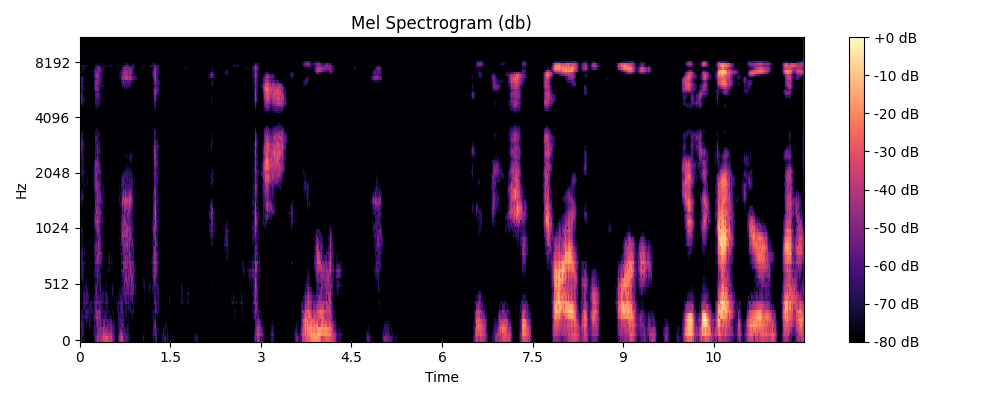 Mel Spectrogram (db)
8192
4096
2048
1024
512
0
Hz
0 1.5 3 4.5 6 7.5 9 10
Time
+0 dB
-10 dB
-20 dB
-30 dB
-40 dB
-50 dB
-60 dB
-70 dB
-80 dB